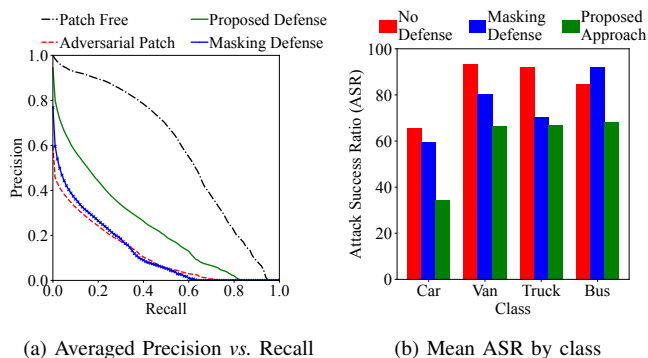 Patch Free
Proposed Defense
Adversarial Patch
Masking Defense
1.0
0.8
0.6
0.4
0.2
0.0
Precision
0.0 0.2 0.4 0.6 0.8 1.0
Recall
(a) Averaged Precision vs. Recall
No Defense
Masking Defense
Proposed Approach
100
80
60
40
20
0
Attack Success Ratio (ASR)
Car Van Truck Bus
Class
(b) Mean ASR by class